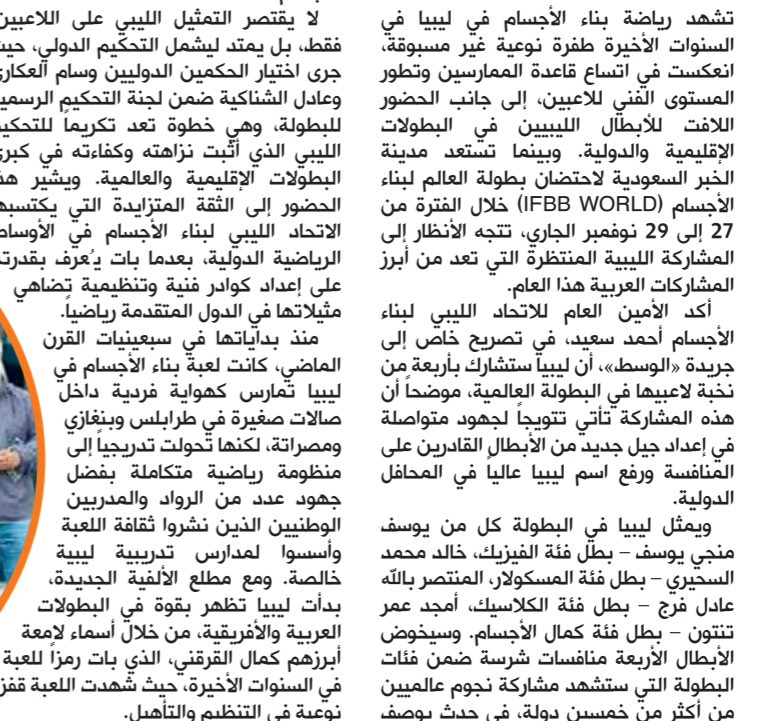 تشهد رياضة بناء الأجسام في ليبيا في
السنوات الأخيرة طفرة نوعية غير مسبوقة،
انعكست في اتساع قاعدة الممارسين وتطور
المستوى الفني للاعبين، إلى جانب الحضور
اللافت للأبطال الليبيين في البطولات
الإقليمية والدولية. وبينما تستعد مدينة
الخبر السعودية لاحتضان بطولة العالم لبناء
الأجسام (IFBB WORLD) خلال الفترة من
27 إلى 29 نوفمبر الجاري، تتجه الأنظار إلى
المشاركة الليبية المنتظرة التي تعد من أبرز
المشاركات العربية هذا العام.
أكد الأمين العام للاتحاد الليبي لبناء
الأجسام أحمد سعيد، في تصريح خاص إلى
جريدة «الوسط»، أن ليبيا ستشارك بأربعة من
نخبة لاعبيها في البطولة العالمية، موضحاً أن
هذه المشاركة تأتي تتويجاً لجهود متواصلة
في إعداد جيل جديد من الأبطال القادرين على
المنافسة ورفع اسم ليبيا عالياً في المحافل
الدولية.
ويمثل ليبيا في البطولة كل من يوسف
منجي يوسف – بطل فئة الفيزيك، خالد محمد
السحيري – بطل فئة المسكولار، المنتصر بالله
عادل فرج – بطل فئة الكلاسيك، أمجد عمر
تنتون – بطل فئة كمال الأجسام. وسيخوض
الأبطال الأربعة منافسات شرسة ضمن فئات
البطولة التي ستشهد مشاركة نجوم عالميين
من أكثر من خمسين دولة، في حدث يوصف
لا يقتصر التمثيل الليبي على اللاعبين
فقط، بل يمتد ليشمل التحكيم الدولي، حيث
جرى اختيار الحكمين الدوليين وسام العكاري
وعادل الشناكية ضمن لجنة التحكيم الرسمية
للبطولة، وهي خطوة تعد تكريماً للتحكيم
الليبي الذي أثبت نزاهته وكفاءته في كبرى
البطولات الإقليمية والعالمية. ويشير هذا
الحضور إلى الثقة المتزايدة التي يكتسبها
الاتحاد الليبي لبناء الأجسام في الأوساط
الرياضية الدولية، بعدما بات يُعرف بقدرته
على إعداد كوادر فنية وتنظيمية تضاهي
مثيلاتها في الدول المتقدمة رياضياً.
منذ بداياتها في سبعينيات القرن
الماضي، كانت لعبة بناء الأجسام في
ليبيا تمارس كهواية فردية داخل
صالات صغيرة في طرابلس وبنغازي
ومصراتة، لكنها تحولت تدريجياً إلى
منظومة رياضية متكاملة بفضل
جهود عدد من الرواد والمدربين
الوطنيين الذين نشروا ثقافة اللعبة
وأسسوا لمدارس تدريبية ليبية
خالصة. ومع مطلع الألفية الجديدة،
بدأت ليبيا تظهر بقوة في البطولات
العربية والأفريقية، من خلال أسماء لامعة
أبرزهم كمال القرقني، الذي بات رمزاً للعبة
في السنوات الأخيرة، حيث شهدت اللعبة قفزة
نوعية في التنظيم والتأهيل.